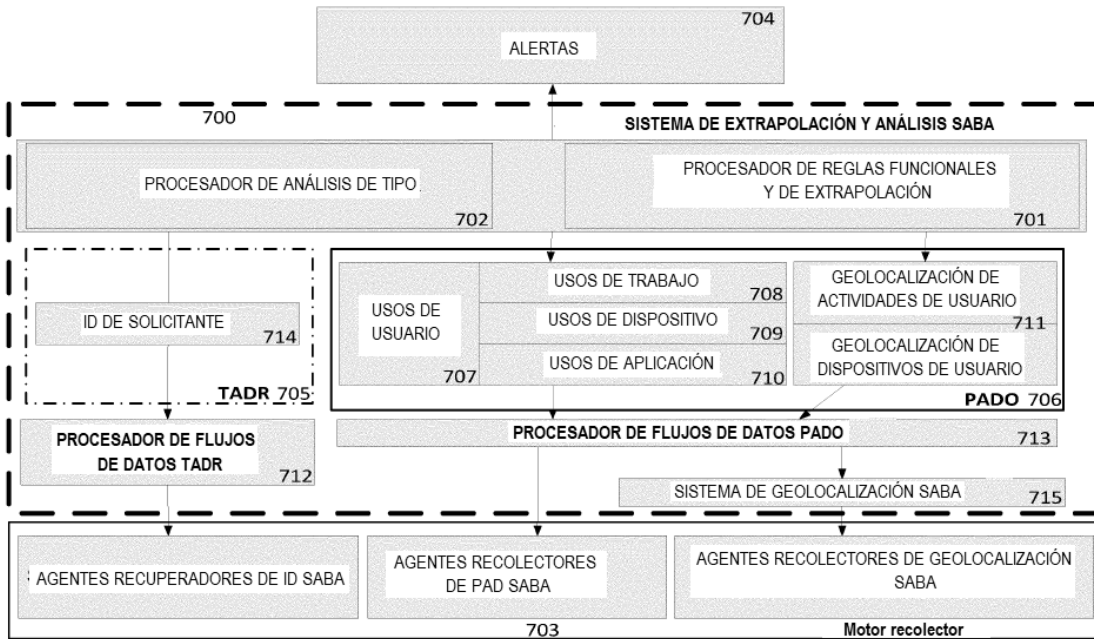 704
ALERTAS
700
SISTEMA DE EXTRAPOLACIÓN Y ANÁLISIS SABA
PROCESADOR DE ANÁLISIS DE TIPO
702
PROCESADOR DE REGLAS FUNCIONALES
Y DE EXTRAPOLACIÓN
701
ID DE SOLICITANTE
714
TADR 705
USOS DE
USUARIO
707
USOS DE TRABAJO
708
USOS DE DISPOSITIVO
709
USOS DE APLICACIÓN
710
GEOLOCALIZACIÓN DE
ACTIVIDADES DE USUARIO
711
GEOLOCALIZACIÓN DE
DISPOSITIVOS DE USUARIO
PADO 706
PROCESADOR DE FLUJOS
DE DATOS TADR
712
PROCESADOR DE FLUJOS DE DATOS PADO
713
SISTEMA DE GEOLOCALIZACIÓN SABA
715
AGENTES RECUPERADORES DE ID SABA
AGENTES RECOLECTORES
DE PAD SABA
AGENTES RECOLECTORES DE GEOLOCALIZACIÓN
SABA
703
Motor recolector